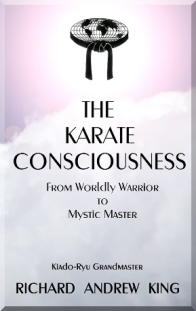 THE
KARATE
CONSCIOUSNESS
FROM WORLDLY WARRIOR
TO
MYSTIC MASTER
KIADO-RYU GRANDMASTER
RICHARD ANDREW KING